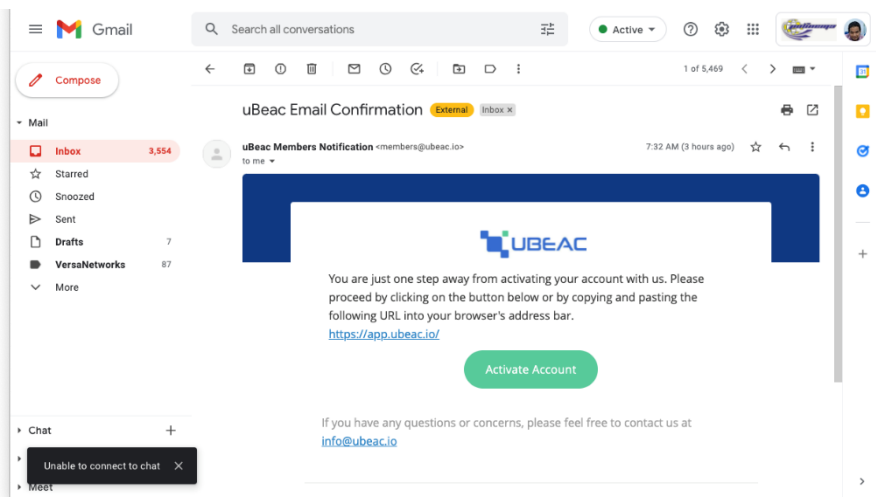 Gmail
Search all conversations
Active
Compose
1 of 5,469
uBeac Email Confirmation External Inbox ×
Mail
Inbox 3,554
uBeac Members Notification <members@ubeac.io>
7:32 AM (3 hours ago)
to me
Starred
Snoozed
Sent
Drafts 7
VersaNetworks 87
More
UBEAC
You are just one step away from activating your account with us. Please
proceed by clicking on the button below or by copying and pasting the
following URL into your browser's address bar.
https://app.ubeac.io/
Activate Account
If you have any questions or concerns, please feel free to contact us at
info@ubeac.io
Chat
Unable to connect to chat
Meet
31